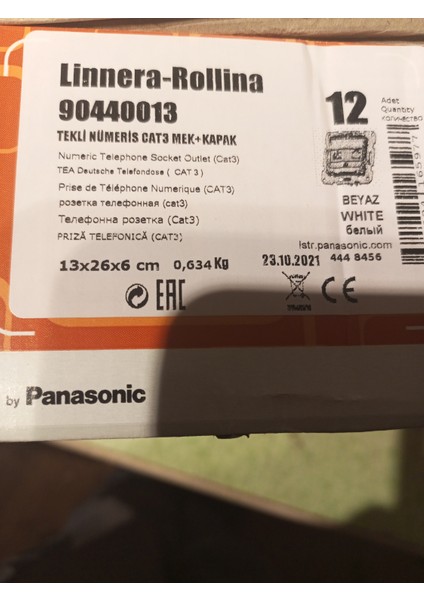 Linnera-Rollina
90440013
TEKLİ NÜMERİS CAT3 MEK+KAPAK
Numeric Telephone Socket Outlet (Cat3)
TEA Deutsche Telefondose ( CAT 3 )
Prise de Téléphone Numerique (CAT3)
розетка телефонная (cat3)
Телефонна розетка (Cat3)
PRIZĂ TELEFONICĂ (CAT3)
13x26x6 cm 0,634 Kg
12
Adet
Quantity
количество
BEYAZ
WHITE
белый
lstr.panasonic.com
23.10.2021 444 8456
EAC
CE
by Panasonic